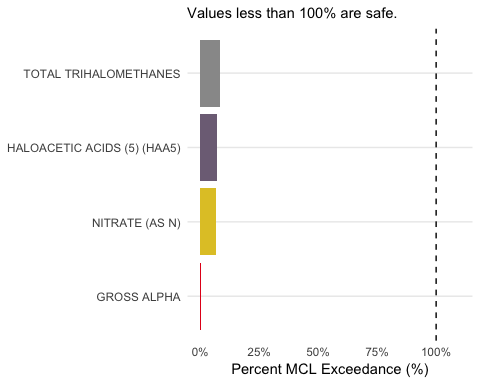 Values less than 100% are safe.
TOTAL TRIHALOMETHANES
HALOACETIC ACIDS (5) (HAA5)
NITRATE (AS N)
GROSS ALPHA
0% 25% 50% 75% 100%
Percent MCL Exceedance (%)